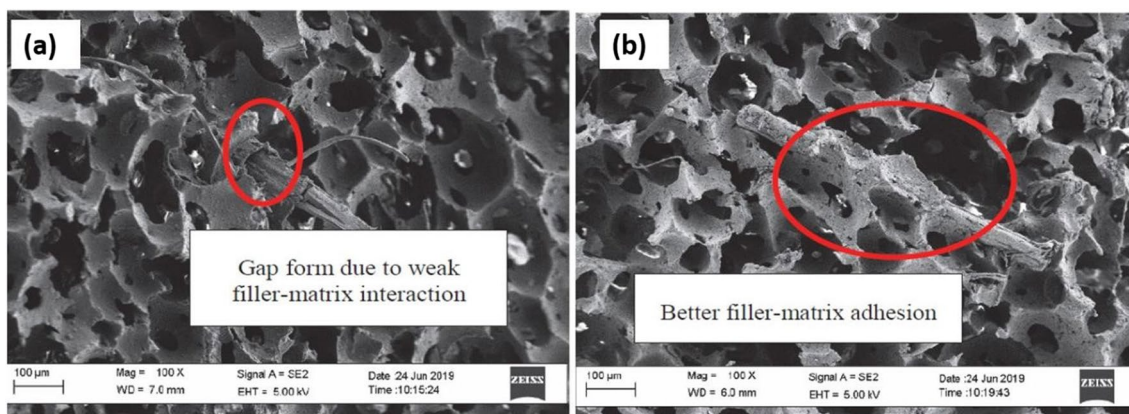 (a)
Gap form due to weak
filler-matrix interaction
100 µm
Mag = 100 X
WD = 7.0 mm
Signal A = SE2
EHT = 5.00 kV
Date :24 Jun 2019
Time :10:15:24
ZEISS
(b)
Better filler-matrix adhesion
100 µm
Mag = 100 X
WD = 6.0 mm
Signal A = SE2
EHT = 5.00 kV
Date :24 Jun 2019
Time :10:19:43
ZEISS